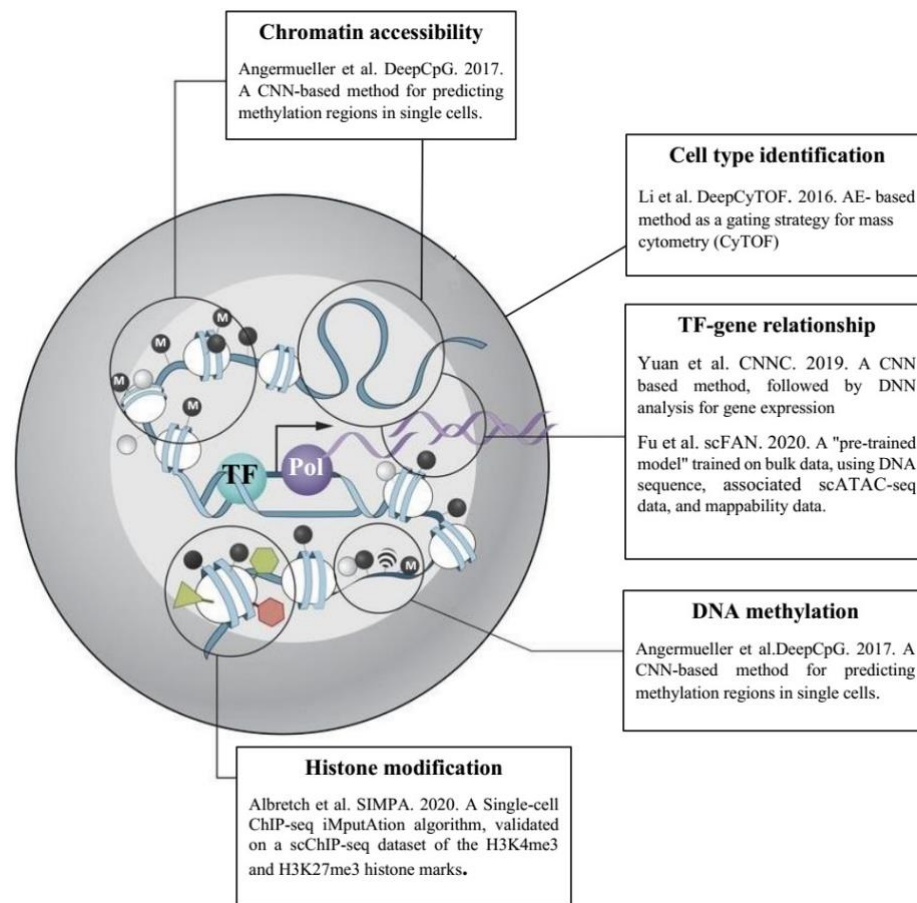 Chromatin accessibility
Angermueller et al. DeepCpG. 2017.
A CNN-based method for predicting
methylation regions in single cells.
Cell type identification
Li et al. DeepCyTOF. 2016. AE- based
method as a gating strategy for mass
cytometry (CyTOF)
TF-gene relationship
Yuan et al. CNNC. 2019. A CNN
based method, followed by DNN
analysis for gene expression
Fu et al. scFAN. 2020. A "pre-trained
model" trained on bulk data, using DNA
sequence, associated scATAC-seq
data, and mappability data.
M
M
M
M
TF
Pol
M
DNA methylation
Angermueller et al.DeepCpG. 2017. A
CNN-based method for predicting
methylation regions in single cells.
Histone modification
Albretch et al. SIMPA. 2020. A Single-cell
ChIP-seq iMputAtion algorithm, validated
on a scChIP-seq dataset of the H3K4me3
and H3K27me3 histone marks.